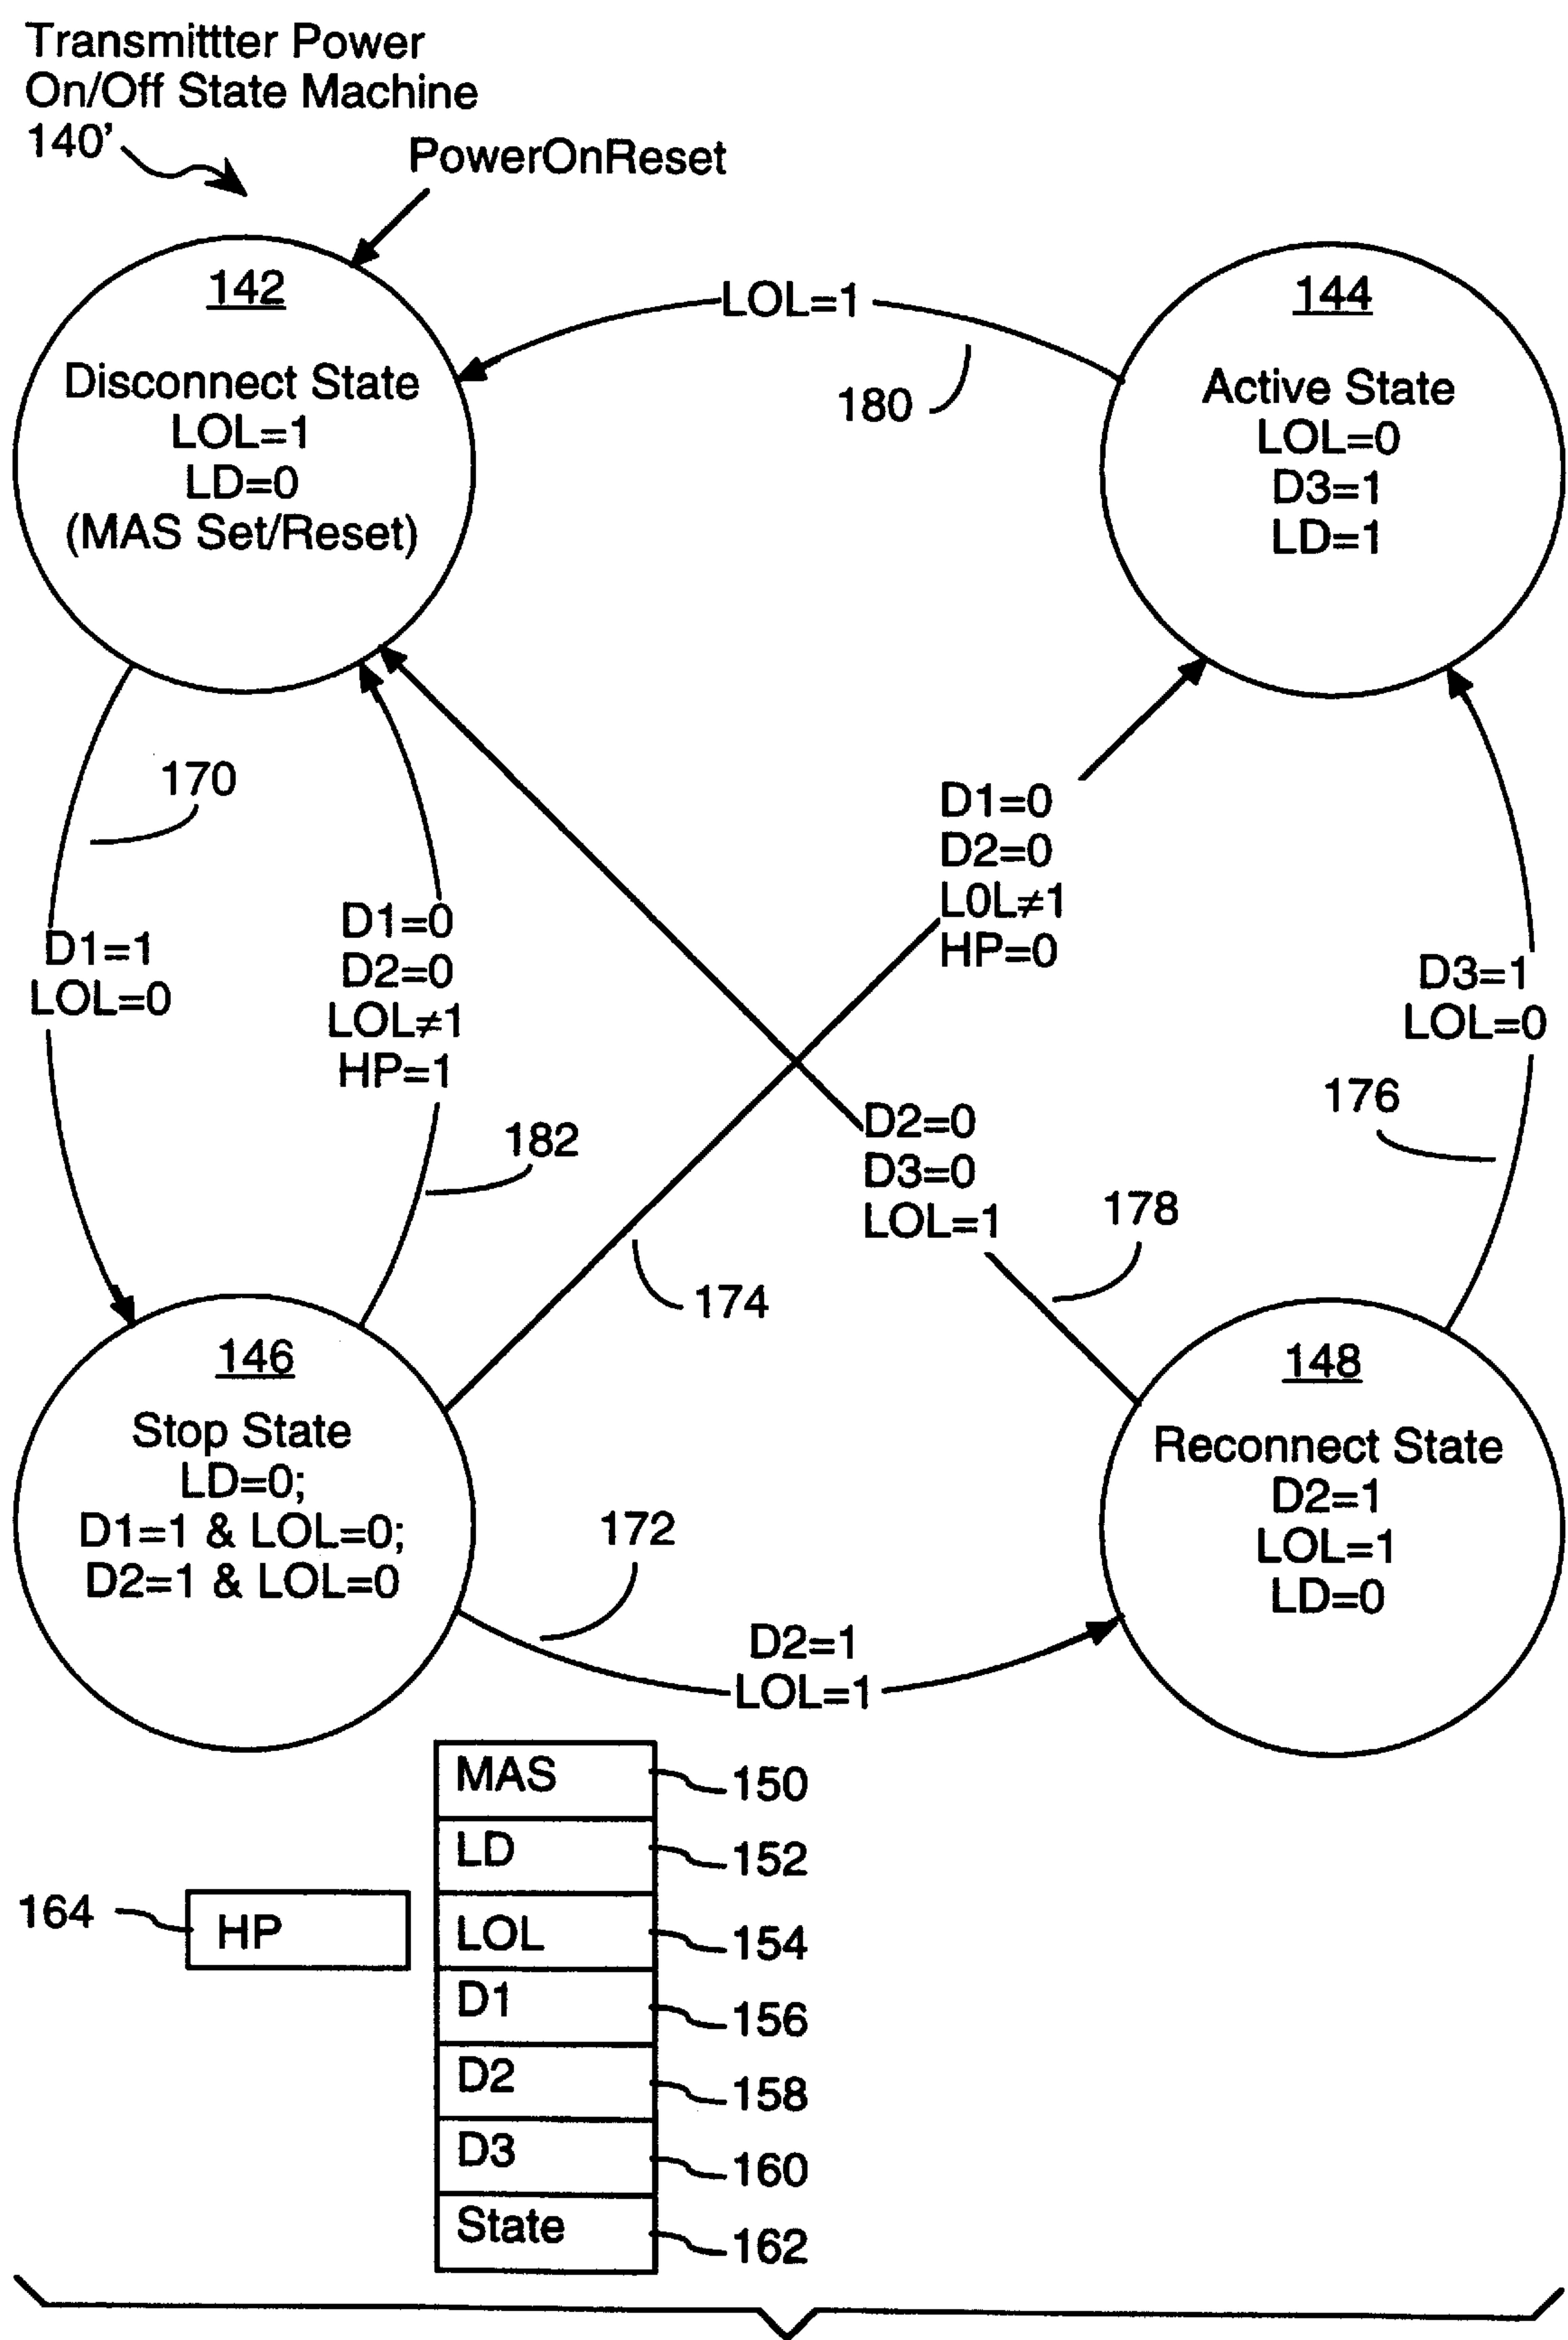 Transmittter Power
On/Off State Machine
140'
PowerOnReset
142
Disconnect State
LOL=1
LD=0
(MAS Set/Reset)
LOL=1
180
144
Active State
LOL=0
D3=1
LD=1
170
D1=1
LOL=0
D1=0
D2=0
LOL≠1
HP=1
182
D1=0
D2=0
L0L≠1
HP=0
174
D2=0
D3=0
LOL=1
178
D3=1
LOL=0
176
146
Stop State
LD=0;
D1=1 & LOL=0;
D2=1 & LOL=0
172
D2=1
LOL=1
148
Reconnect State
D2=1
LOL=1
LD=0
MAS
150
LD
152
164
HP
LOL
154
D1
156
D2
158
D3
160
State
162